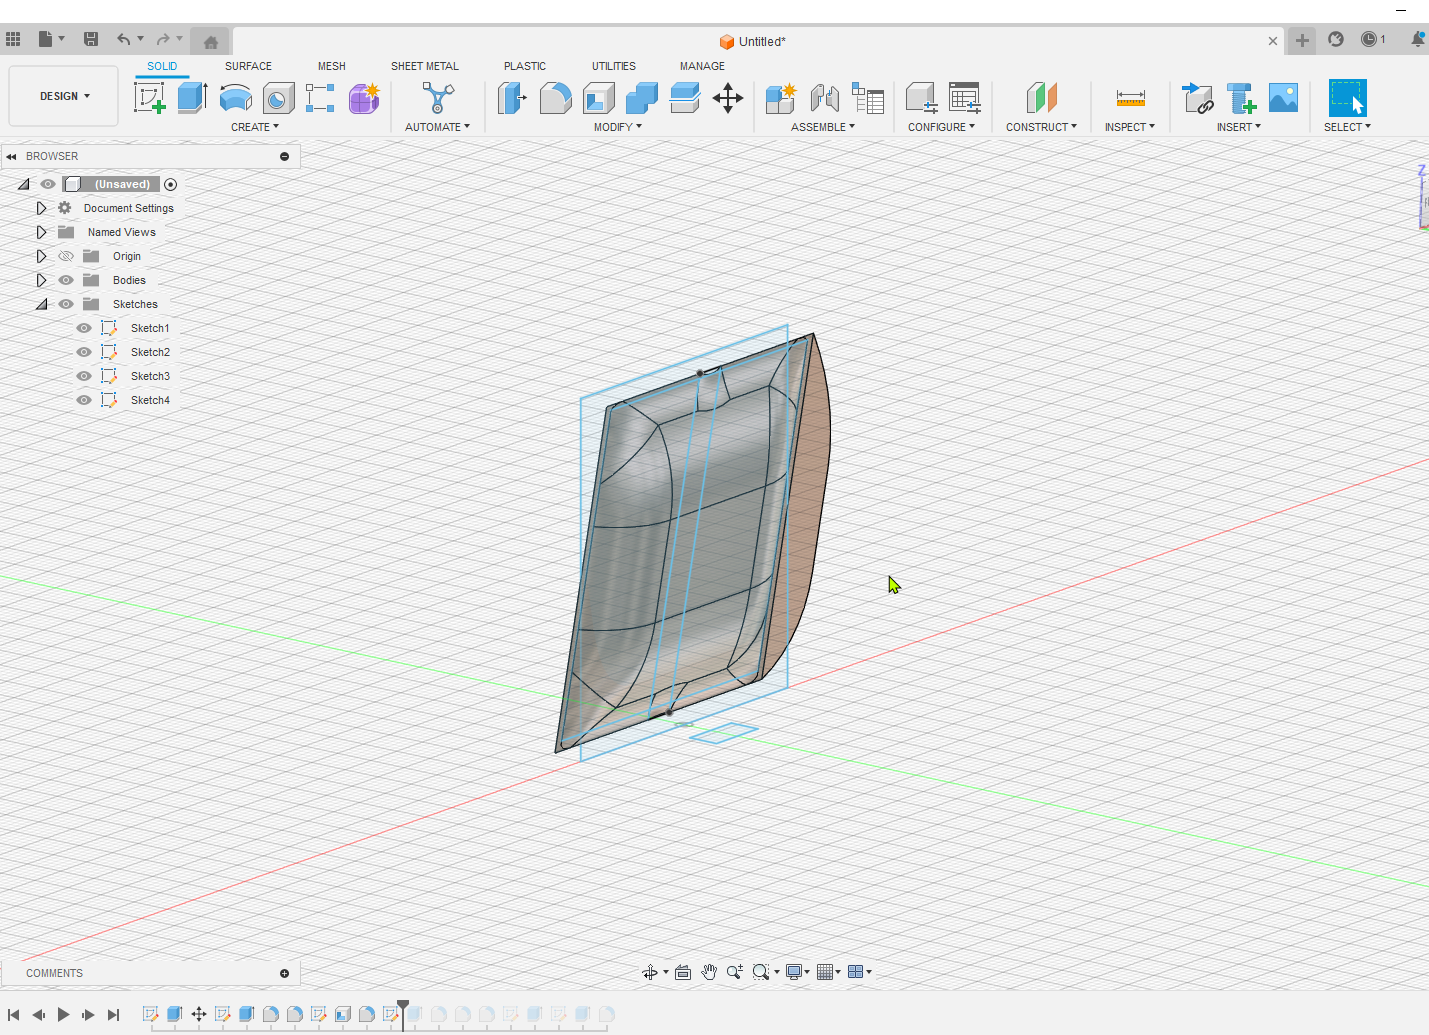 Untitled*
1
DESIGN
SOLID
SURFACE
MESH
SHEET METAL
PLASTIC
UTILITIES
MANAGE
CREATE
AUTOMATE
MODIFY
ASSEMBLE
CONFIGURE
CONSTRUCT
INSPECT
INSERT
SELECT
BROWSER
(Unsaved)
Document Settings
Named Views
Origin
Bodies
Sketches
Sketch1
Sketch2
Sketch3
Sketch4
Z
COMMENTS